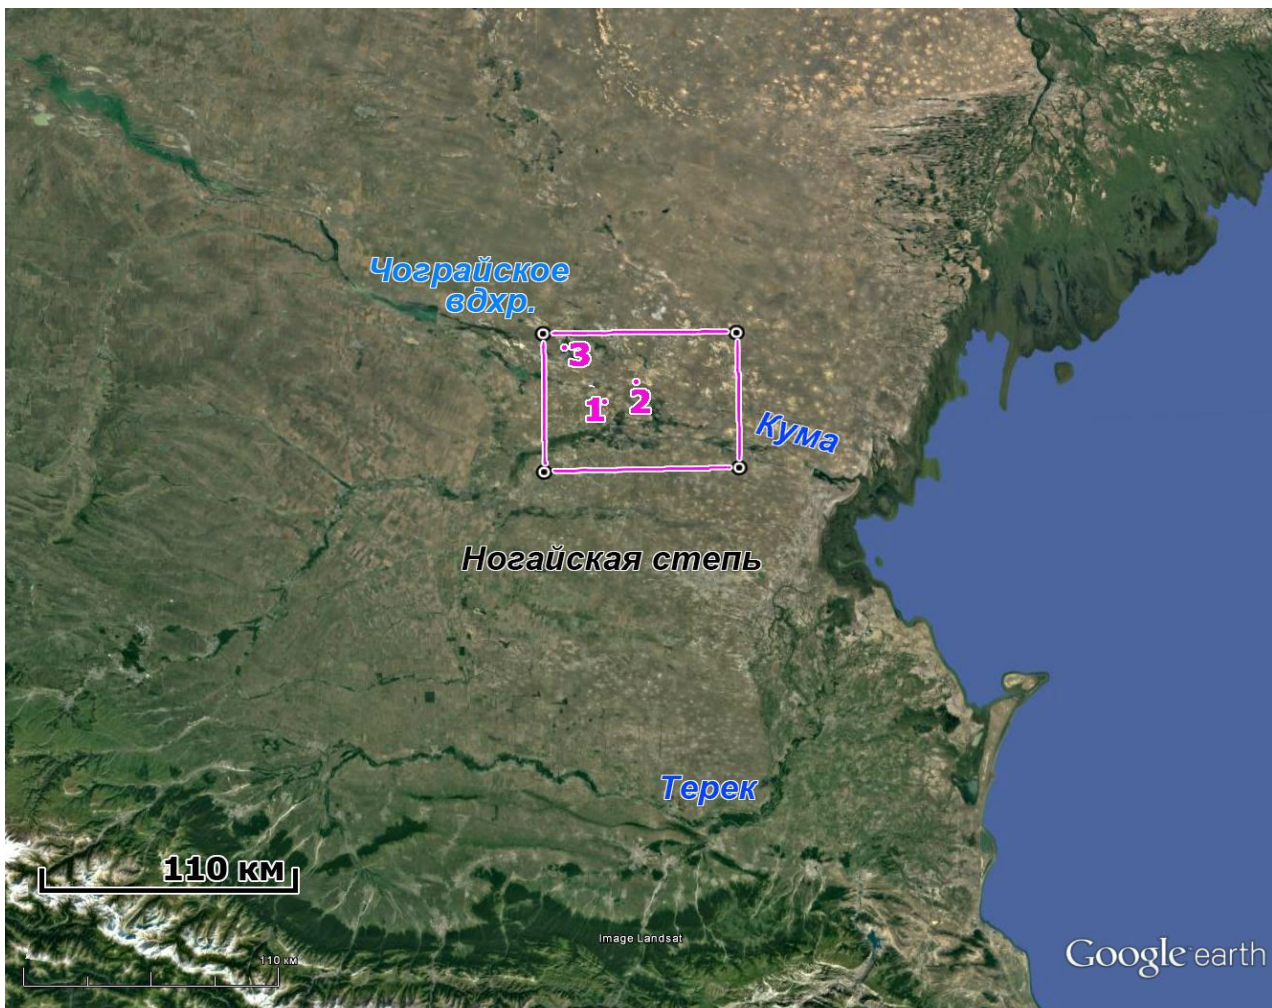 Чограйское
вдхр.
3
1
2
Кума
Ногайская степь
Терек
110 км
Image Landsat
110 км
Google earth